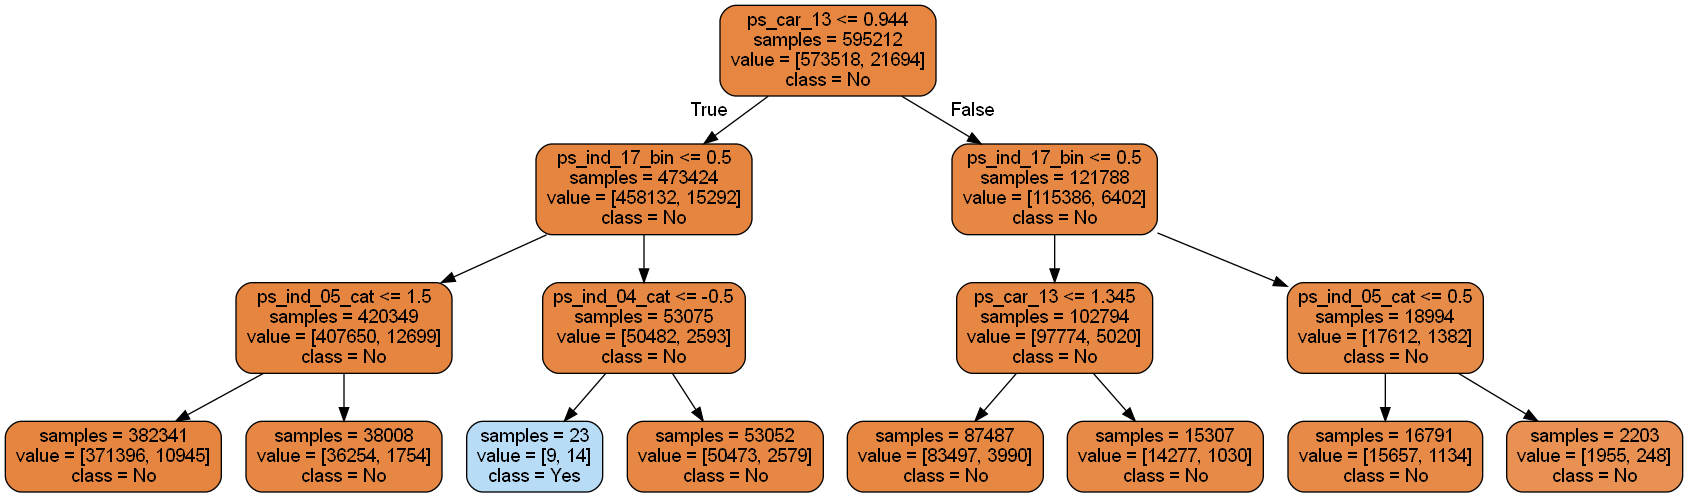 ps_car_13 <= 0.944
samples = 595212
value = [573518, 21694]
class = No
True
False
ps_ind_17_bin <= 0.5
samples = 473424
value = [458132, 15292]
class = No
ps_ind_17_bin <= 0.5
samples = 121788
value = [115386, 6402]
class = No
ps_ind_05_cat <= 1.5
samples = 420349
value = [407650, 12699]
class = No
ps_ind_04_cat <= -0.5
samples = 53075
value = [50482, 2593]
class = No
ps_car_13 <= 1.345
samples = 102794
value = [97774, 5020]
class = No
ps_ind_05_cat <= 0.5
samples = 18994
value = [17612, 1382]
class = No
samples = 382341
value = [371396, 10945]
class = No
samples = 38008
value = [36254, 1754]
class = No
samples = 23
value = [9, 14]
class = Yes
samples = 53052
value = [50473, 2579]
class = No
samples = 87487
value = [83497, 3990]
class = No
samples = 15307
value = [14277, 1030]
class = No
samples = 16791
value = [15657, 1134]
class = No
samples = 2203
value = [1955, 248]
class = No